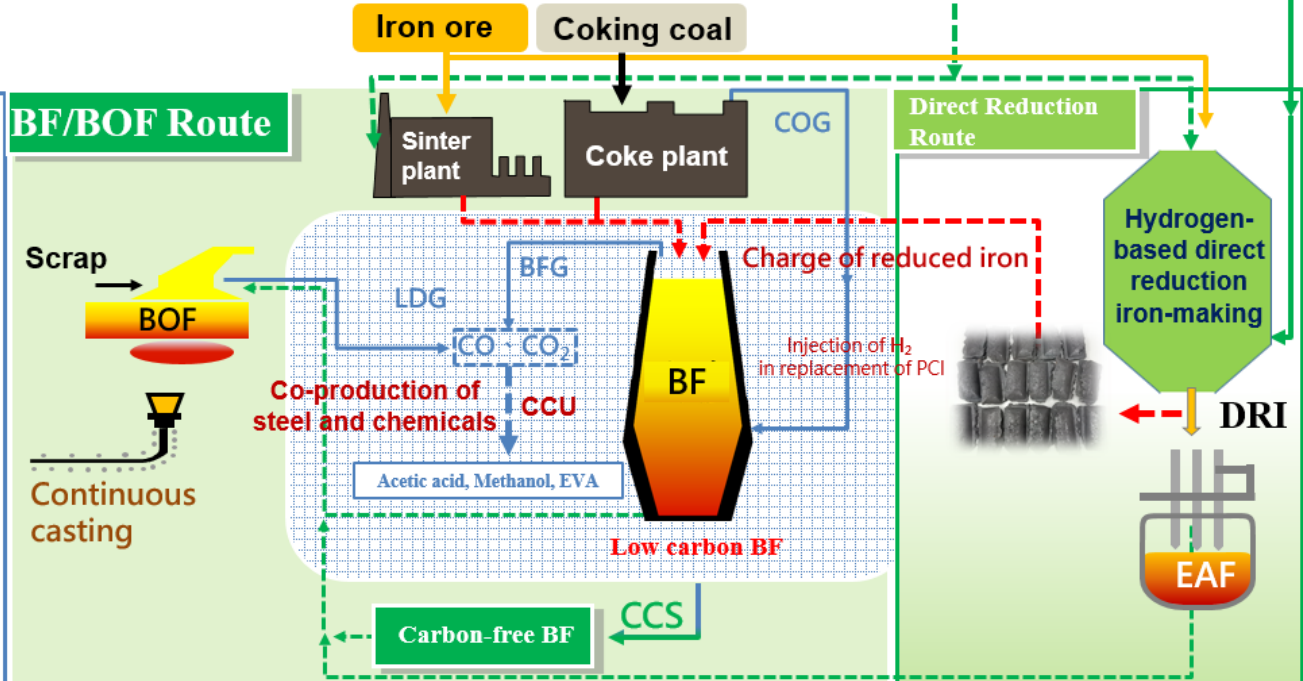 Iron ore
Coking coal
BF/BOF Route
Direct Reduction
Route
Sinter
plant
Coke plant
COG
Hydrogen-
based direct
reduction
iron-making
Scrap
BFG
Charge of reduced iron
LDG
BOF
CO、CO₂
Injection of H₂
in replacement of PCI
Co-production of
steel and chemicals
CCU
BF
DRI
Acetic acid, Methanol, EVA
Continuous
casting
Low carbon BF
EAF
CCS
Carbon-free BF